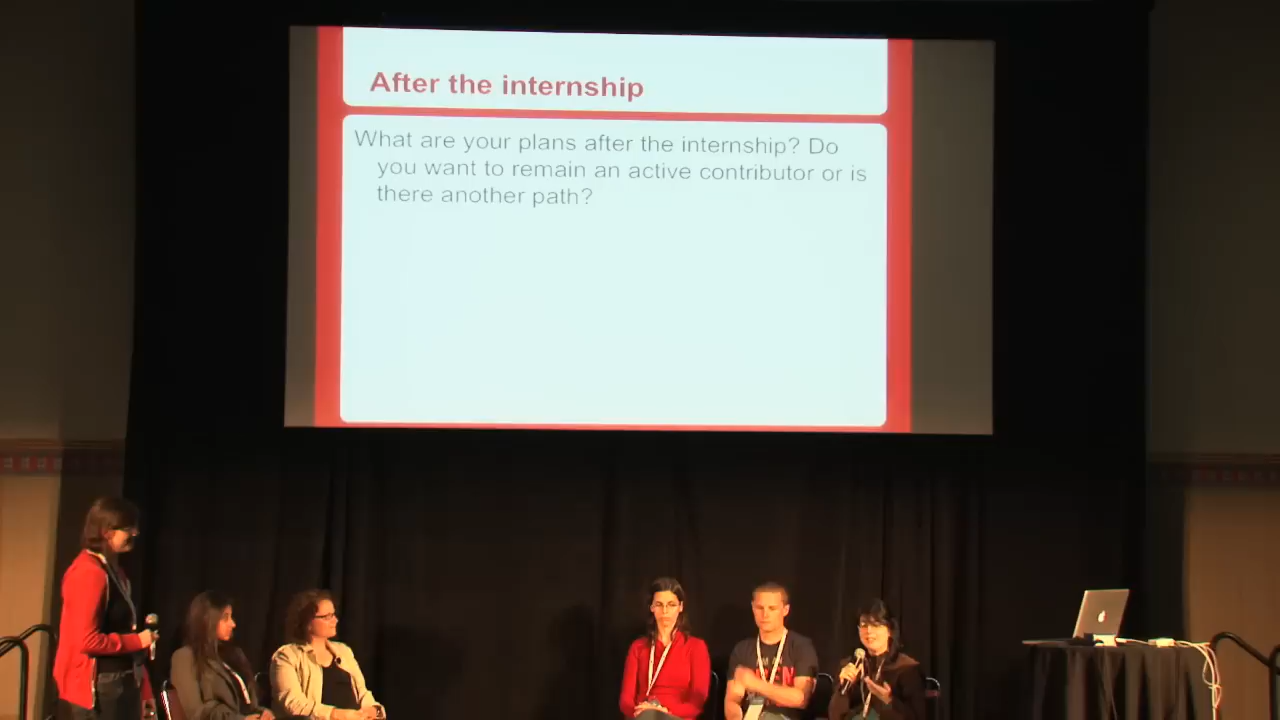 After the internship
What are your plans after the internship? Do
you want to remain an active contributor or is
there another path?